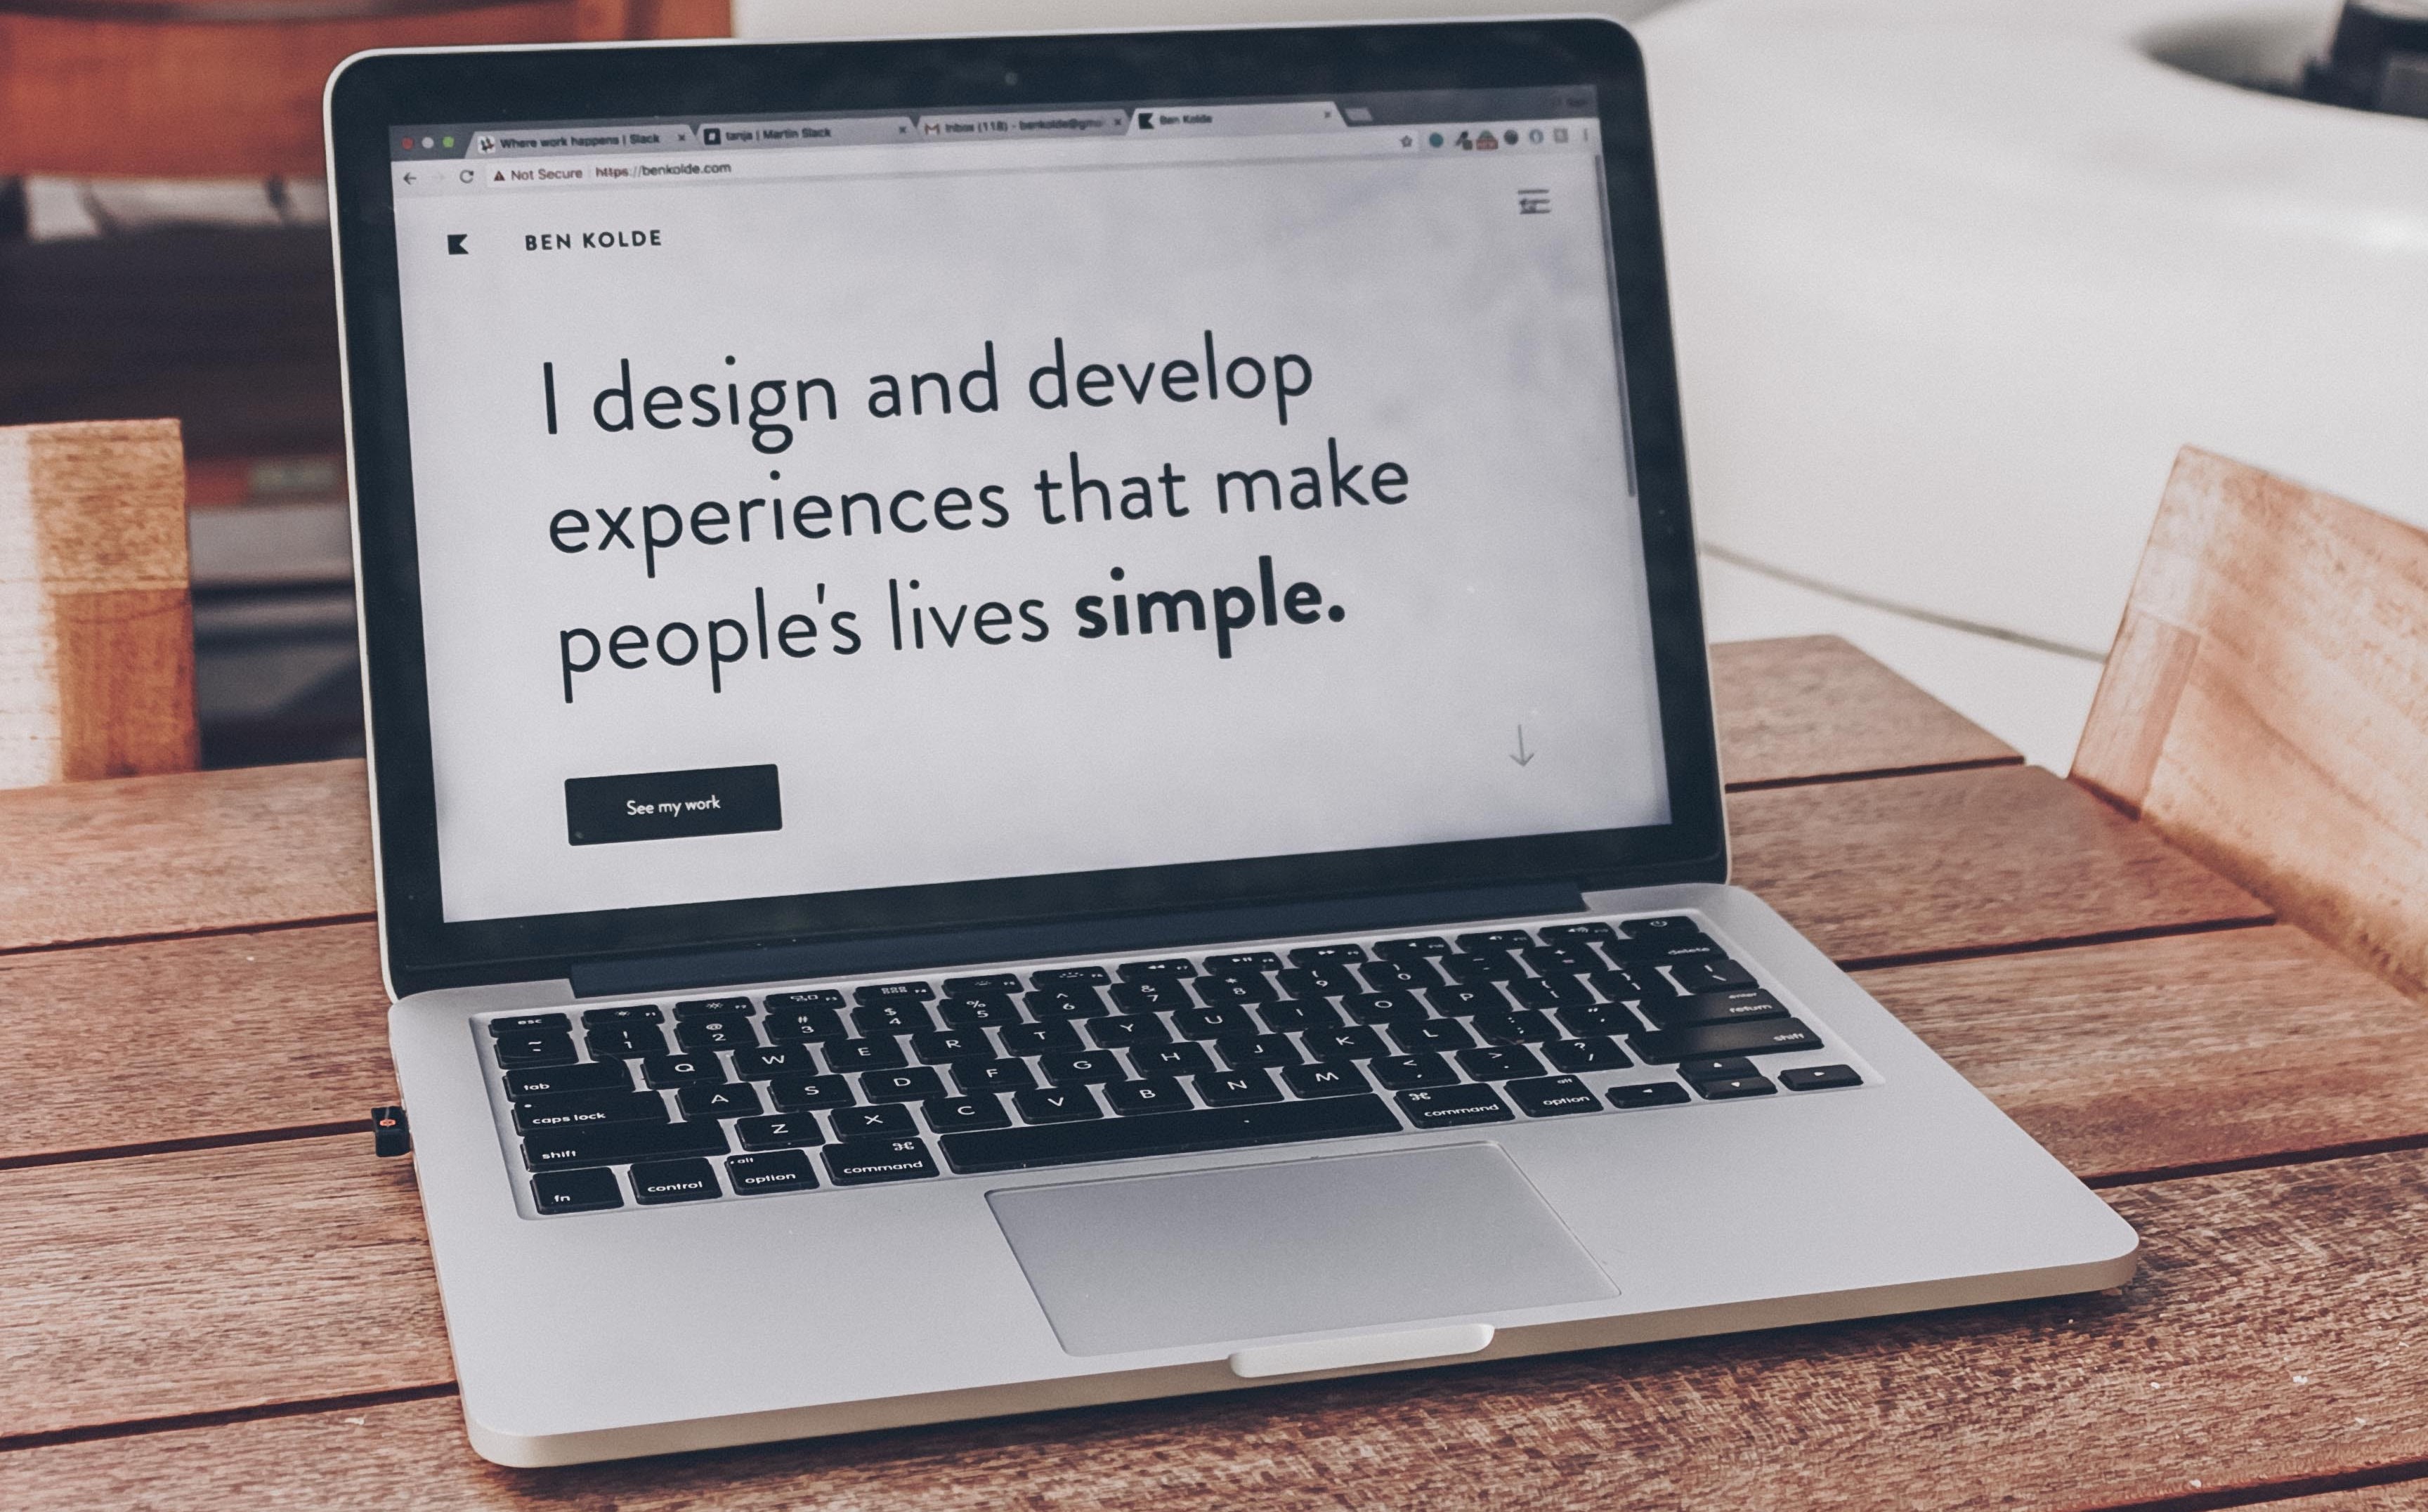 Where work happens | Slack
tanja | Martin Slack
Inbox (118) - benkolde@gm
Ben Kolde
Not Secure https://benkolde.com
BEN KOLDE
I design and develop
experiences that make
people's lives simple.
See my work
esc
~
! 1 @ 2 # 3 $ 4 % 5 ^ 6 & 7 * 8 ( 9 ) 0 delete
tab Q W E R T Y U I O P
caps lock A S D F G H J K L enter return
shift Z X C V B N M < , > . ? / shift
fn control alt option ⌘ command ⌘ command alt option